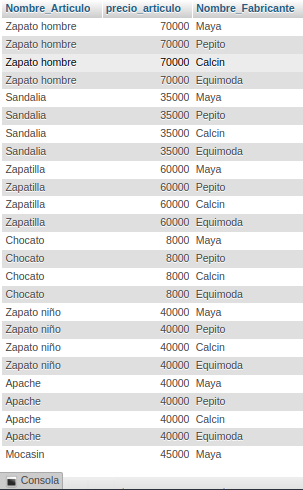 Nombre_Articulo precio_articulo Nombre_Fabricante
Zapato hombre 70000 Maya
Zapato hombre 70000 Pepito
Zapato hombre 70000 Calcin
Zapato hombre 70000 Equimoda
Sandalia 35000 Maya
Sandalia 35000 Pepito
Sandalia 35000 Calcin
Sandalia 35000 Equimoda
Zapatilla 60000 Maya
Zapatilla 60000 Pepito
Zapatilla 60000 Calcin
Zapatilla 60000 Equimoda
Chocato 8000 Maya
Chocato 8000 Pepito
Chocato 8000 Calcin
Chocato 8000 Equimoda
Zapato niño 40000 Maya
Zapato niño 40000 Pepito
Zapato niño 40000 Calcin
Zapato niño 40000 Equimoda
Apache 40000 Maya
Apache 40000 Pepito
Apache 40000 Calcin
Apache 40000 Equimoda
Mocasin 45000 Maya
Consola